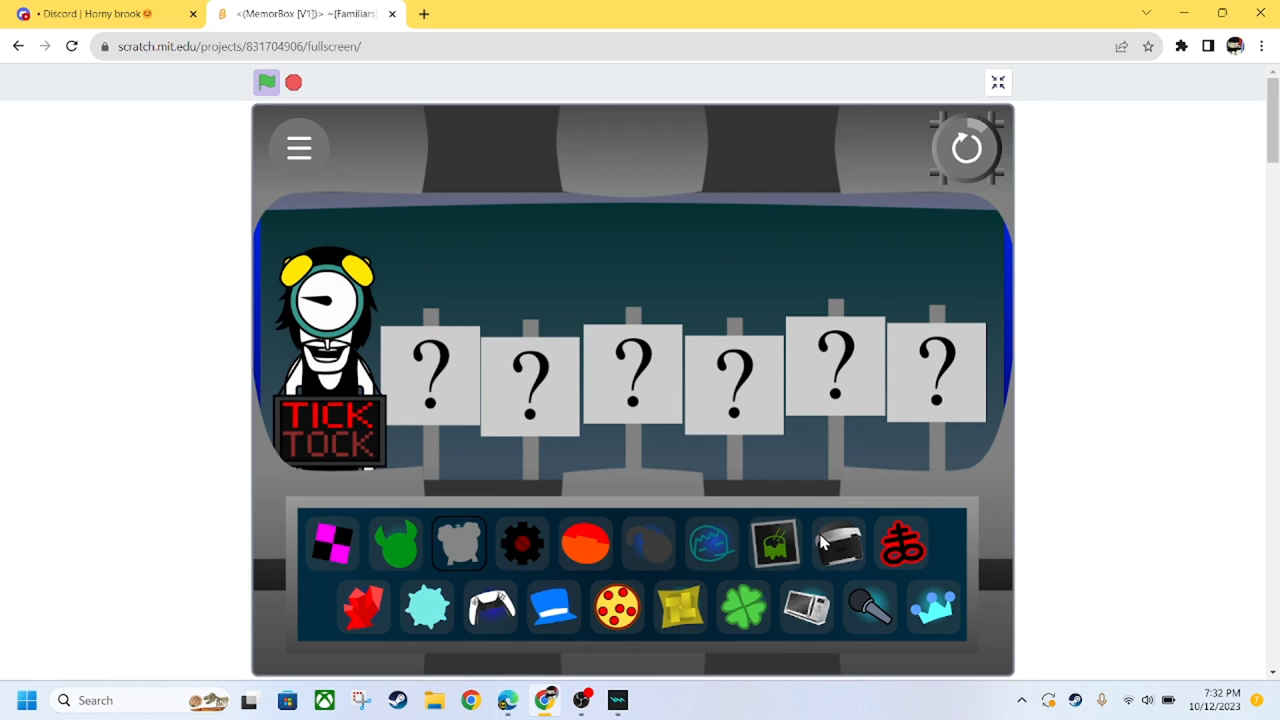 • Discord | Horny brook
<(MemorBox [V1])> ~{Familiars
scratch.mit.edu/projects/831704906/fullscreen/
? ? ? ? ? ?
TICK
TOCK
Search
7:32 PM
10/12/2023
7